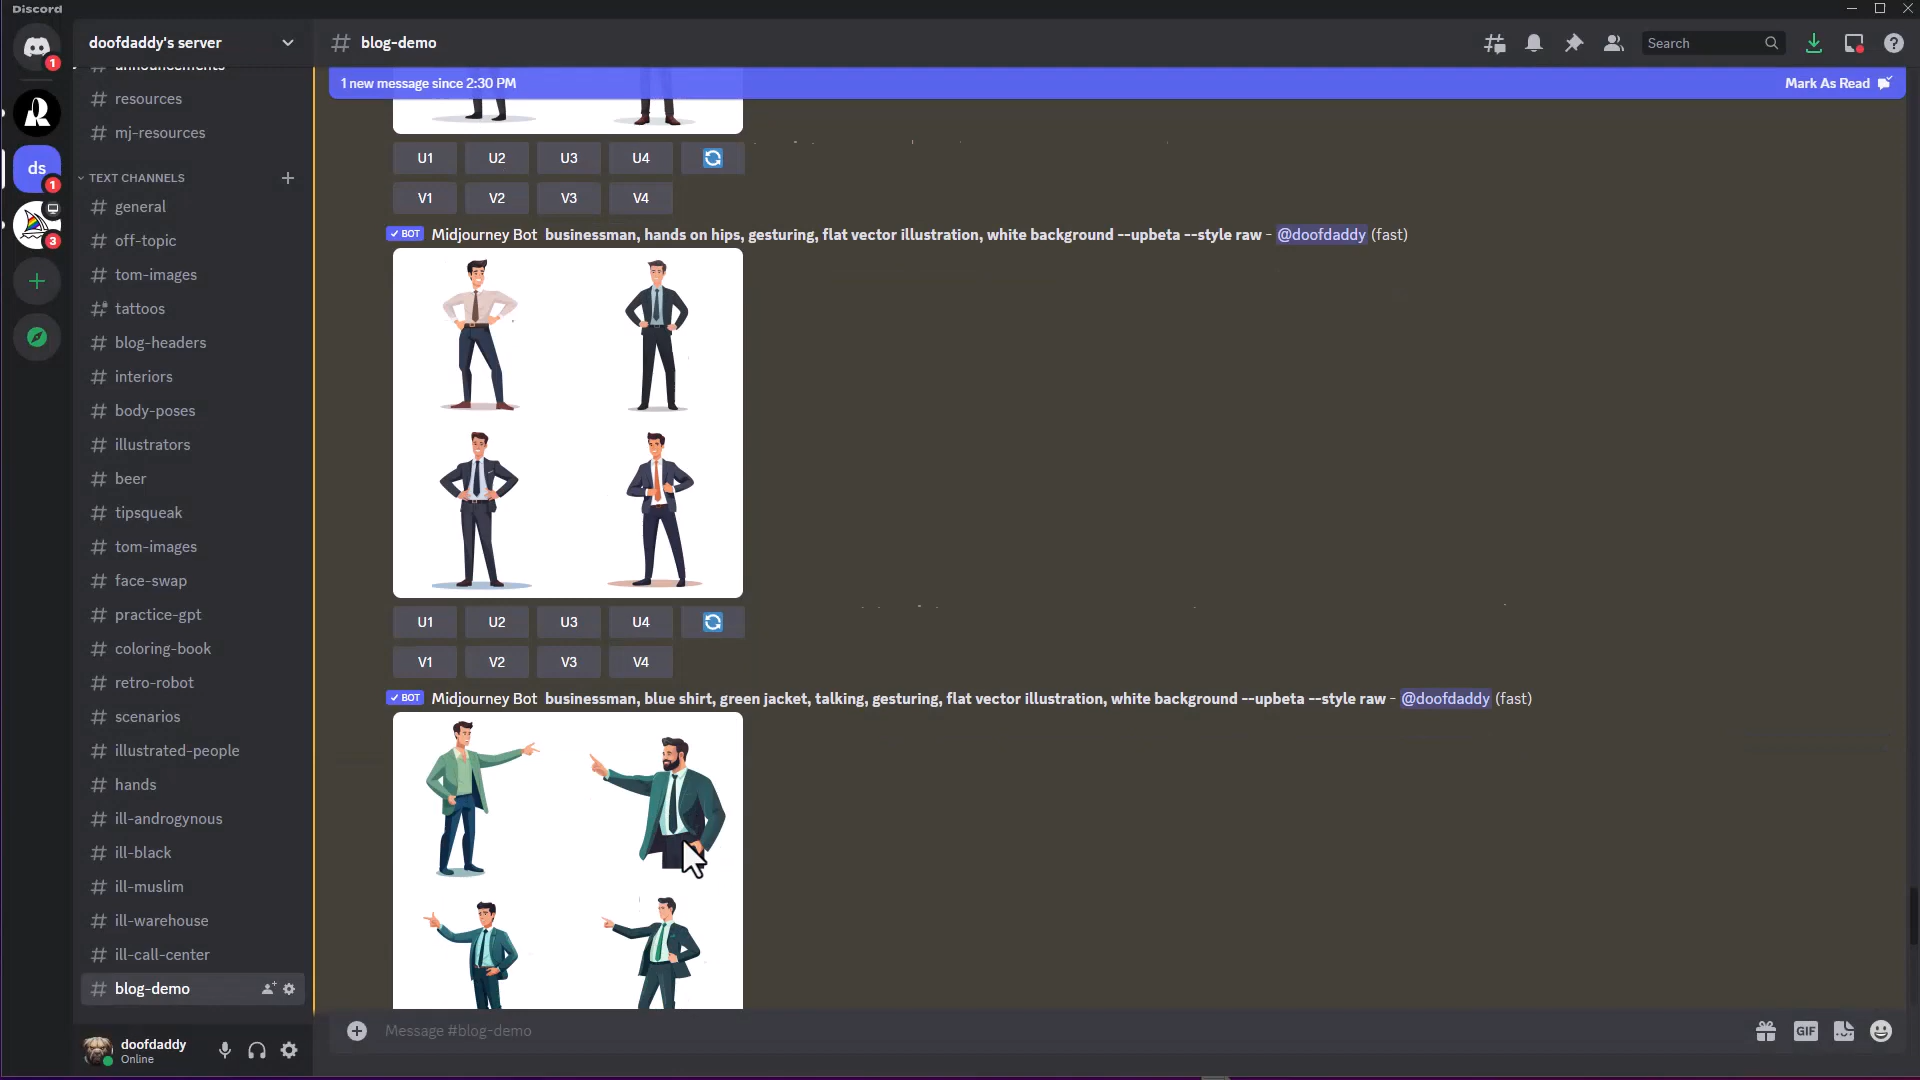 Discord
doofdaddy's server
blog-demo
Search
1
1 new message since 2:30 PM
Mark As Read
announcements
resources
mj-resources
ds
1
3
TEXT CHANNELS
general
off-topic
tom-images
tattoos
blog-headers
interiors
body-poses
illustrators
beer
tipsqueak
tom-images
face-swap
practice-gpt
coloring-book
retro-robot
scenarios
illustrated-people
hands
ill-androgynous
ill-black
ill-muslim
ill-warehouse
ill-call-center
blog-demo
doofdaddy
Online
U1 U2 U3 U4
V1 V2 V3 V4
BOT Midjourney Bot businessman, hands on hips, gesturing, flat vector illustration, white background --upbeta --style raw - @doofdaddy (fast)
U1 U2 U3 U4
V1 V2 V3 V4
BOT Midjourney Bot businessman, blue shirt, green jacket, talking, gesturing, flat vector illustration, white background --upbeta --style raw - @doofdaddy (fast)
Message #blog-demo
GIF